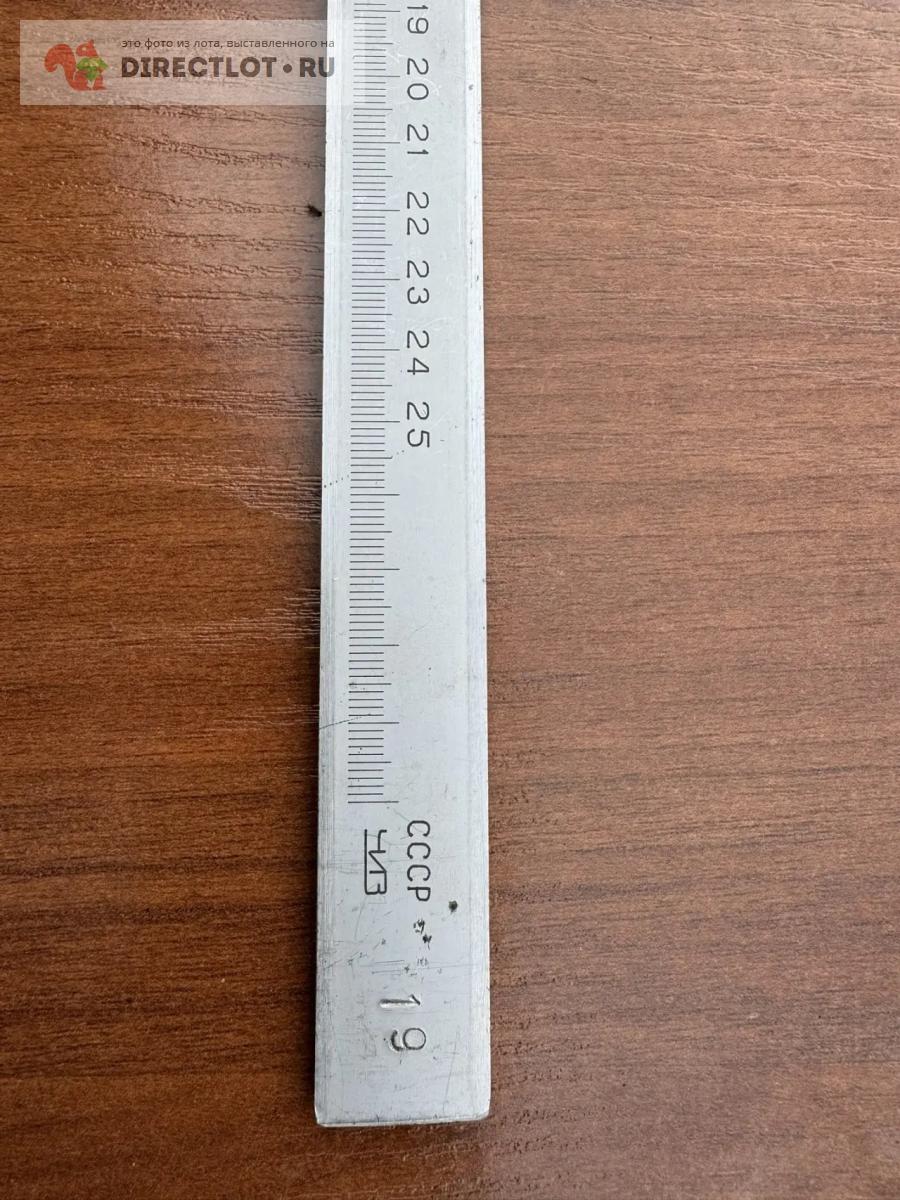 это фото из лота, выставленного на
DIRECTLOT•RU
19 20 21 22 23 24 25
СССР
ЧИЗ
19